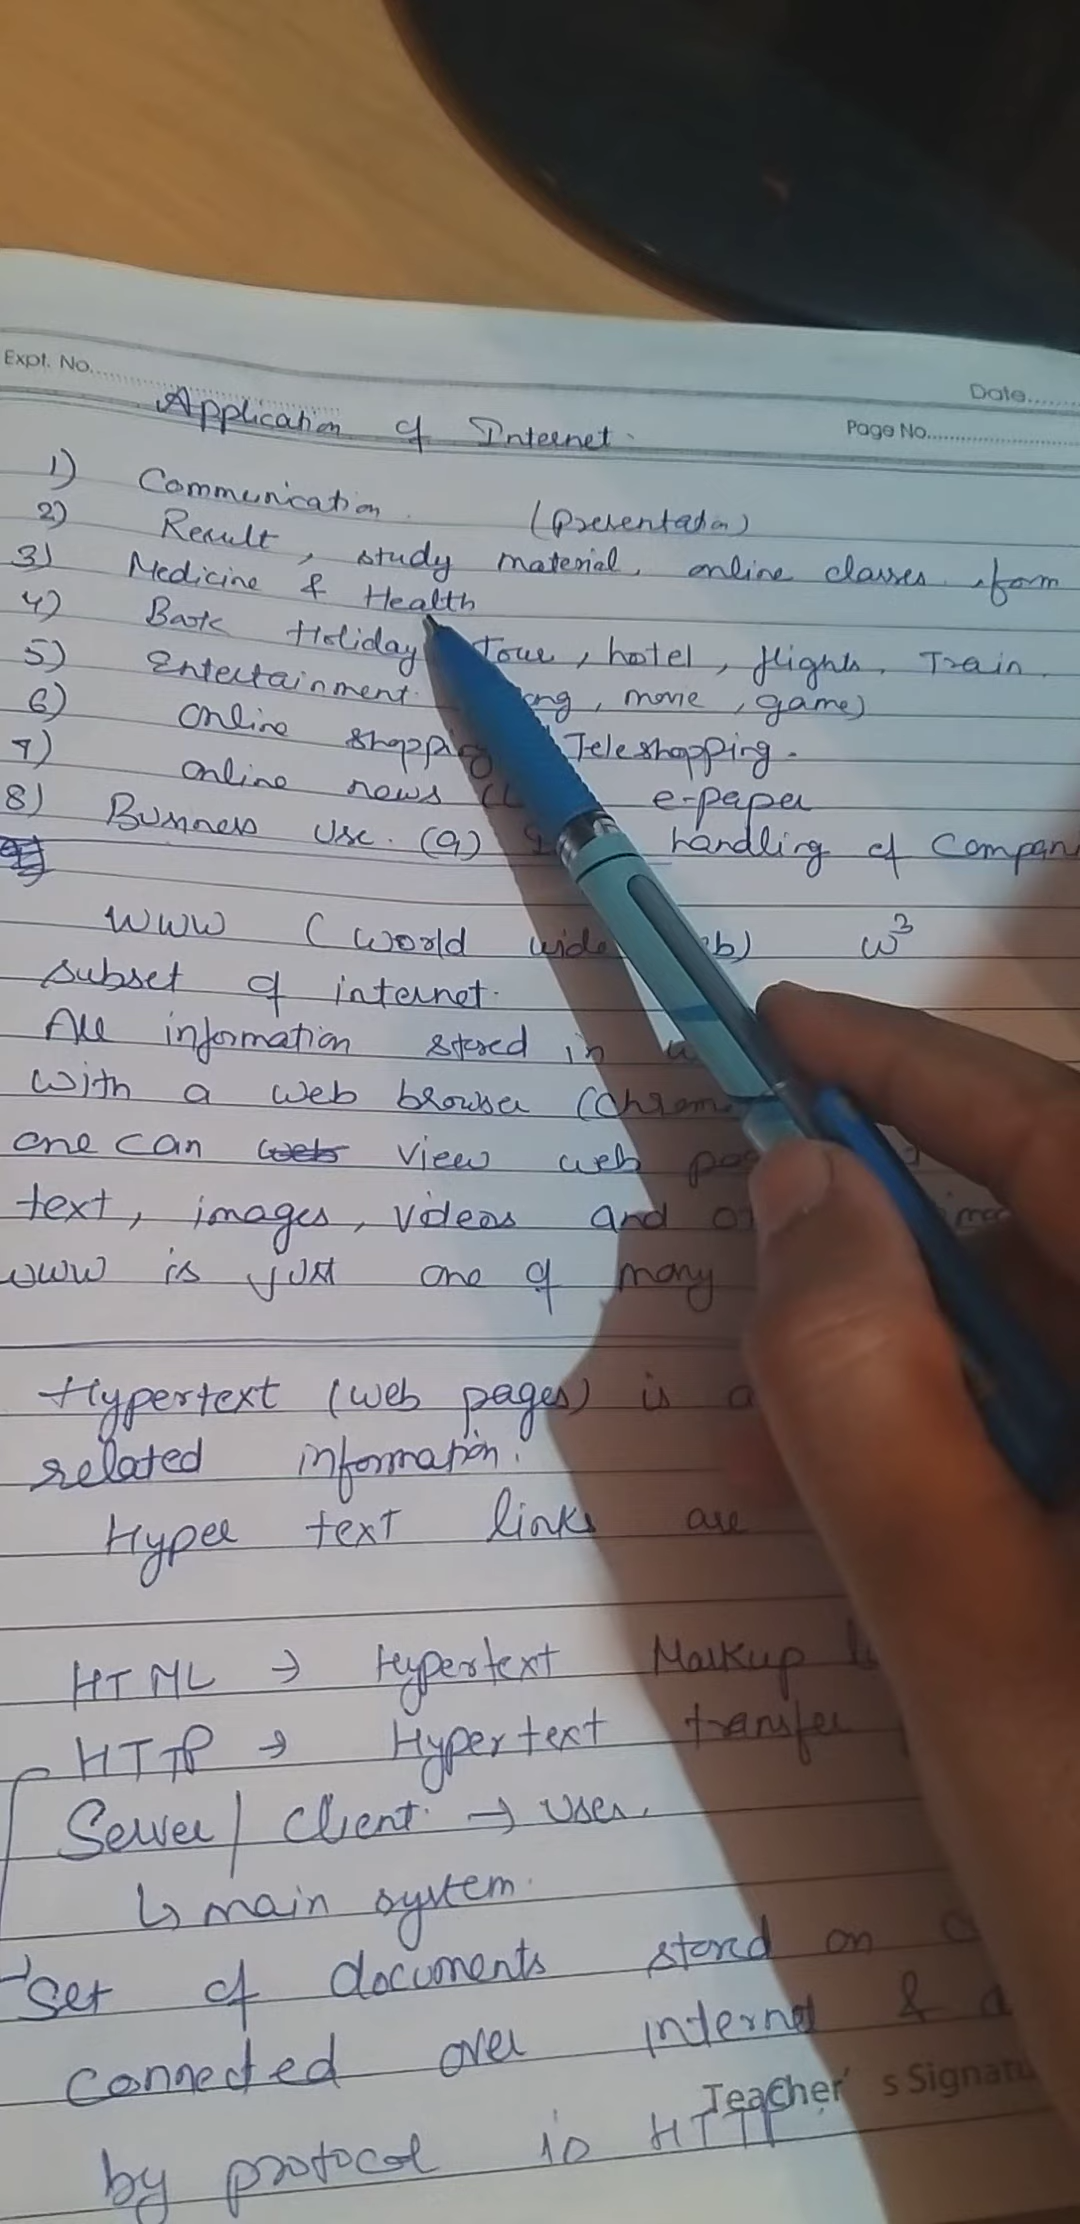 Expt. No.
Date
Page No.
Application of Internet.
1) Communication (Presentation)
2) Result, study material, online classes, form
3) Medicine & Health
4) Holiday Tour, hotel, flights, Train
5) Entertainment. movie, game)
6) Online Teleshopping.
7) online news e-paper
8) Business Use. (a) handling of Compan
WWW (World wide w³
subset of internet.
All information stored in
With a web browser (Chrom
one can view web
text, images, videos and
WWW is just one of many
Hypertext (web pages) is a
related information.
Hyper text links are
HTML → Hypertext Markup
HTTP → Hypertext transfer
Server / Client → user.
↳ main system.
Set of documents stored on
connected over internet &
Teacher's Signatu
by protocol HTTP